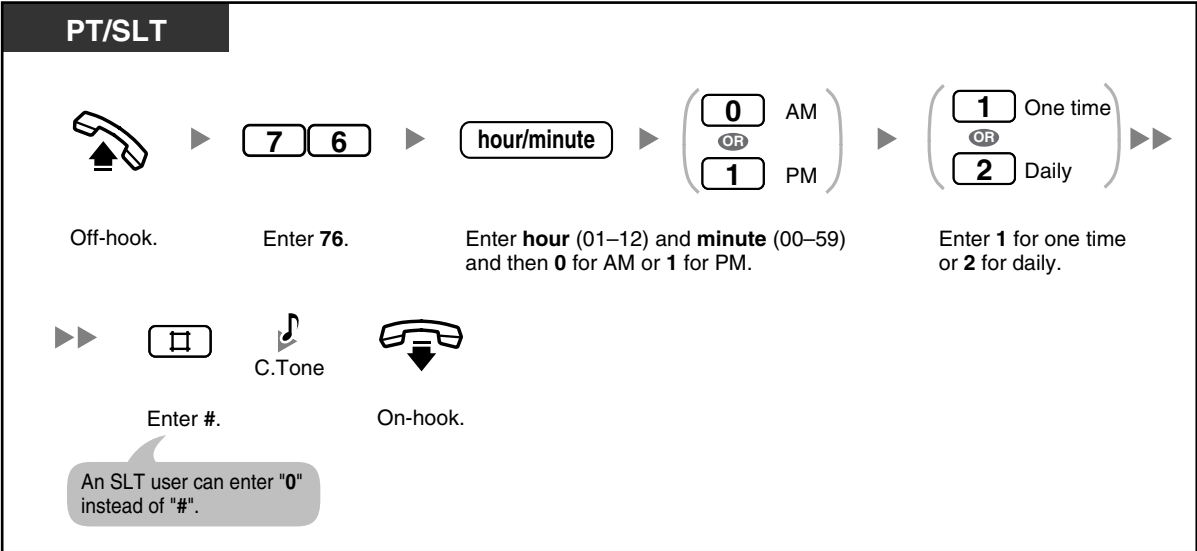 PT/SLT
7 6
hour/minute
0 AM
OR
1 PM
1 One time
OR
2 Daily
Off-hook.
Enter 76.
Enter hour (01–12) and minute (00–59)
and then 0 for AM or 1 for PM.
Enter 1 for one time
or 2 for daily.
#
C.Tone
Enter #.
On-hook.
An SLT user can enter "0"
instead of "#".